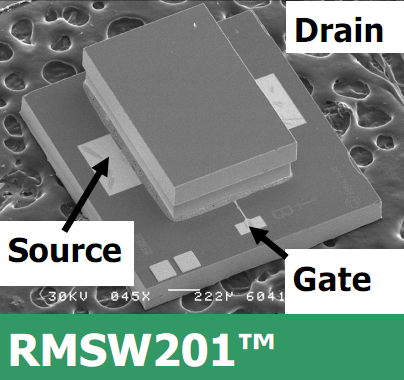 Drain
Source
Gate
30KV 045X 222μ 6041
RMSW201™